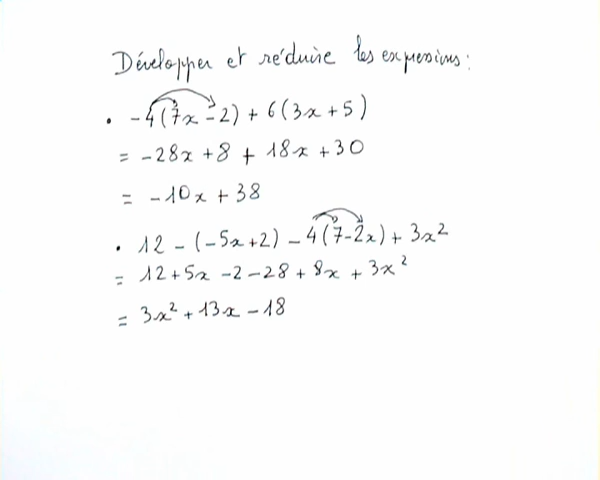 Développer et réduire les expressions :
• -4(7x-2) + 6(3x+5)
= -28x +8 + 18x +30
= -10x +38
• 12 - (-5x+2) - 4(7-2x) + 3x²
= 12 +5x -2 -28 + 8x + 3x²
= 3x² + 13x - 18